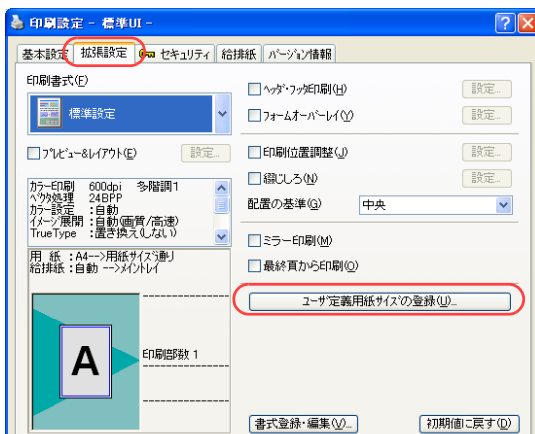 印刷設定 - 標準UI -
基本設定 拡張設定 セキュリティ 給排紙 バージョン情報
印刷書式(F)
標準設定
プレビュー&レイアウト(E) 設定...
カラー印刷 600dpi 多階調1
ベクタ処理 24BPP
カラー設定 :自動
イメージ展開 :自動(画質/高速)
TrueType :置き換え(しない)
用 紙 :A4-->用紙サイズ通り
給排紙 :自動 -->メイントレイ
A
印刷部数 1
ヘッダ・フッタ印刷(H) 設定...
フォームオーバーレイ(Y) 設定...
印刷位置調整(J) 設定...
綴じしろ(N) 設定...
配置の基準(G) 中央
ミラー印刷(M)
最終頁から印刷(O)
ユーザ定義用紙サイズの登録(U)...
書式登録・編集(V)... 初期値に戻す(D)